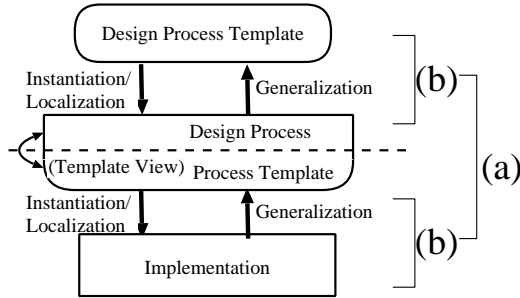 Design Process Template
Instantiation/
Localization
Generalization
(b)
Design Process
(Template View)
Process Template
(a)
Instantiation/
Localization
Generalization
(b)
Implementation